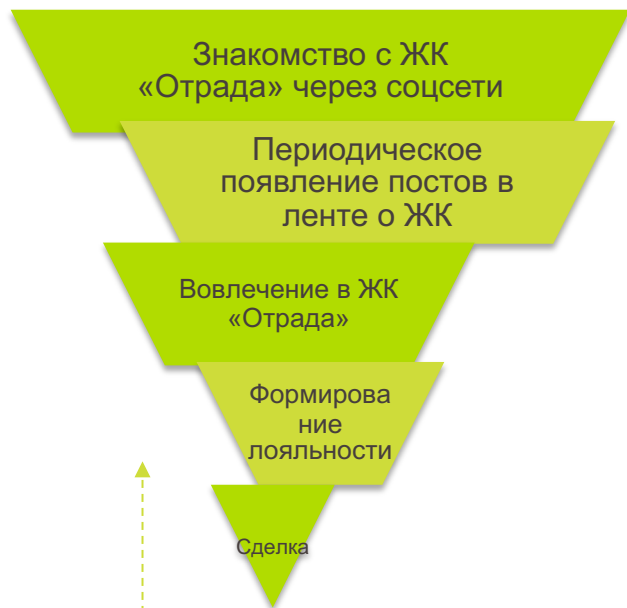 Знакомство с ЖК
«Отрада» через соцсети
Периодическое
появление постов в
ленте о ЖК
Вовлечение в ЖК
«Отрада»
Формирова
ние
лояльности
Сделка